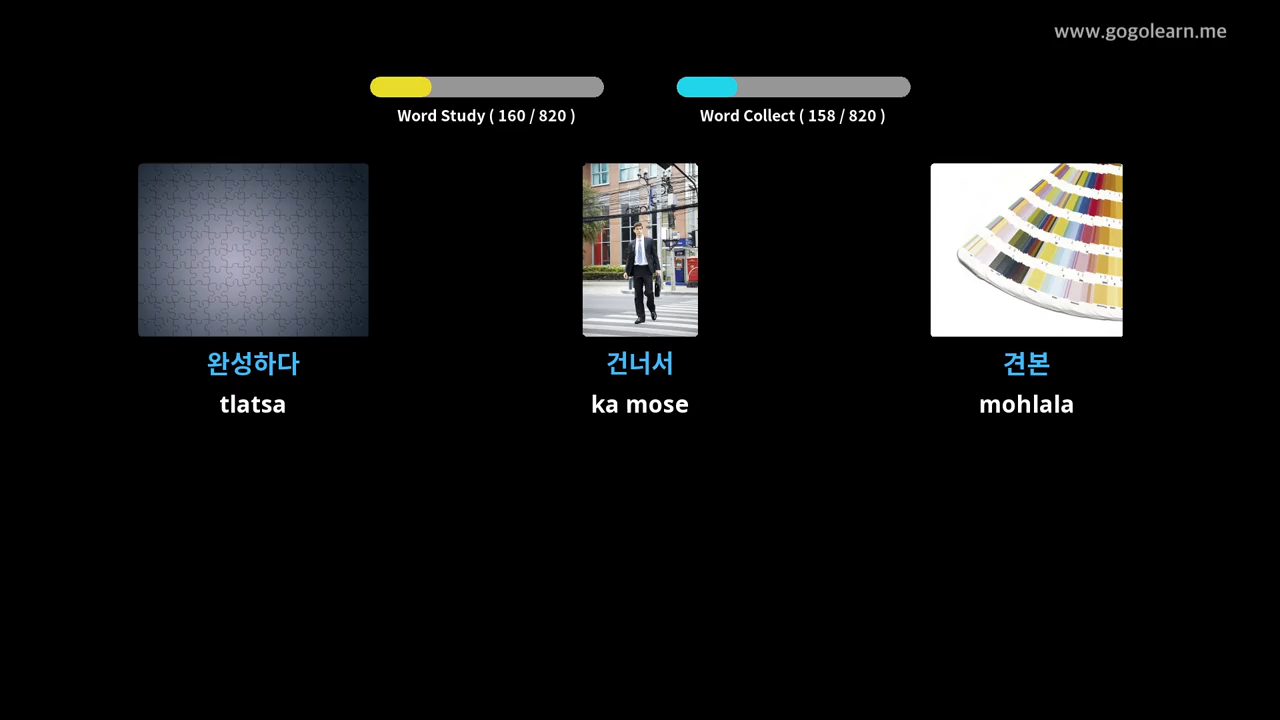 www.gogolearn.me
Word Study ( 160 / 820 )
Word Collect ( 158 / 820 )
완성하다
건너서
견본
tlatsa
ka mose
mohlala